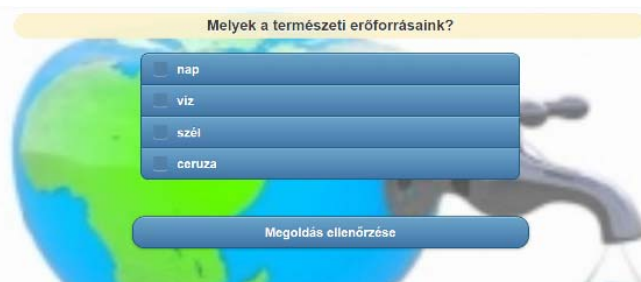 Melyek a természeti erőforrásaink?
nap
víz
szél
ceruza
Megoldás ellenőrzése